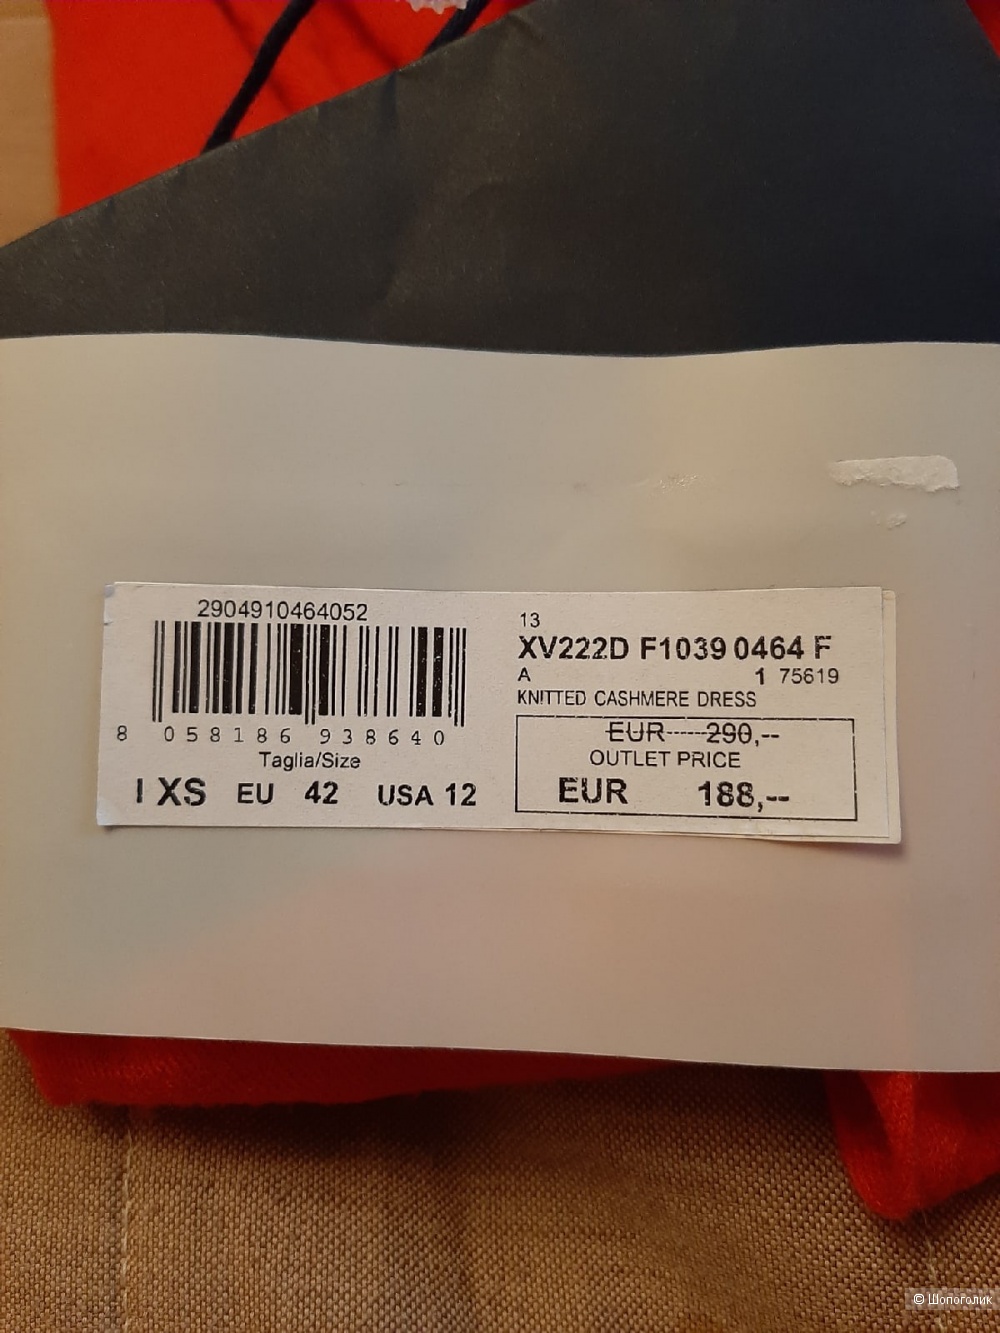 2904910464052
8 058186 938640
Taglia/Size
I XS EU 42 USA 12
13
XV222D F1039 0464 F
A 1 75619
KNITTED CASHMERE DRESS
EUR-----290,--
OUTLET PRICE
EUR 188,--
© Шопоголик